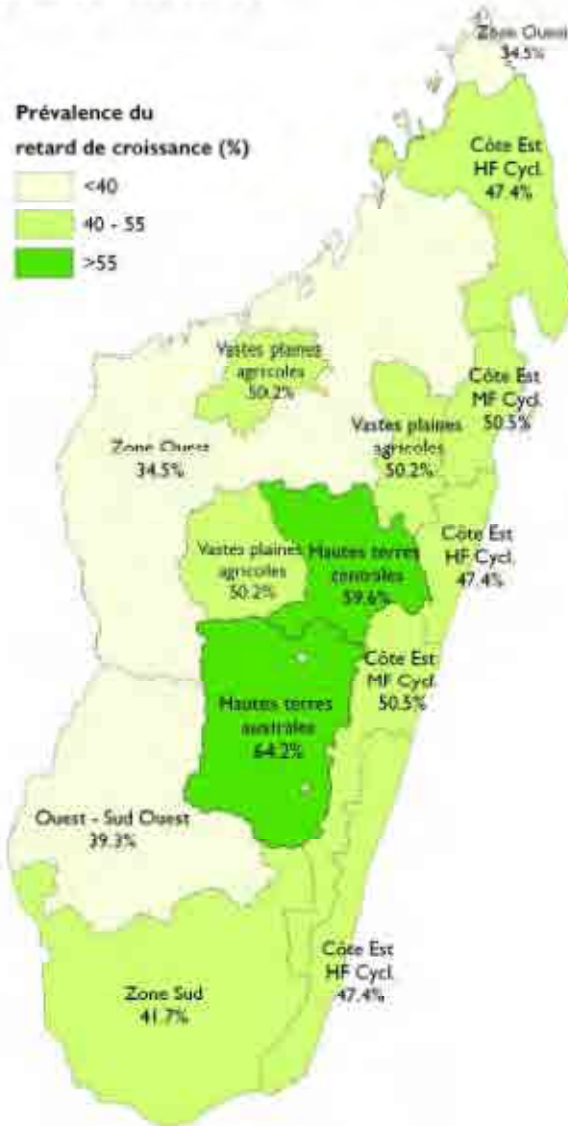 Zone Ouest
34.5%
Prévalence du
retard de croissance (%)
<40
40 - 55
>55
Côte Est
HF Cycl.
47.4%
Vastes plaines
agricoles
50.2%
Côte Est
MF Cycl.
50.5%
Vastes plaines
agricoles
50.2%
Zone Ouest
34.5%
Côte Est
HF Cycl.
47.4%
Vastes plaines
agricoles
50.2%
Hautes terres
centrales
59.6%
Côte Est
MF Cycl.
50.5%
Hautes terres
australes
64.2%
Ouest - Sud Ouest
39.3%
Côte Est
HF Cycl.
47.4%
Zone Sud
41.7%